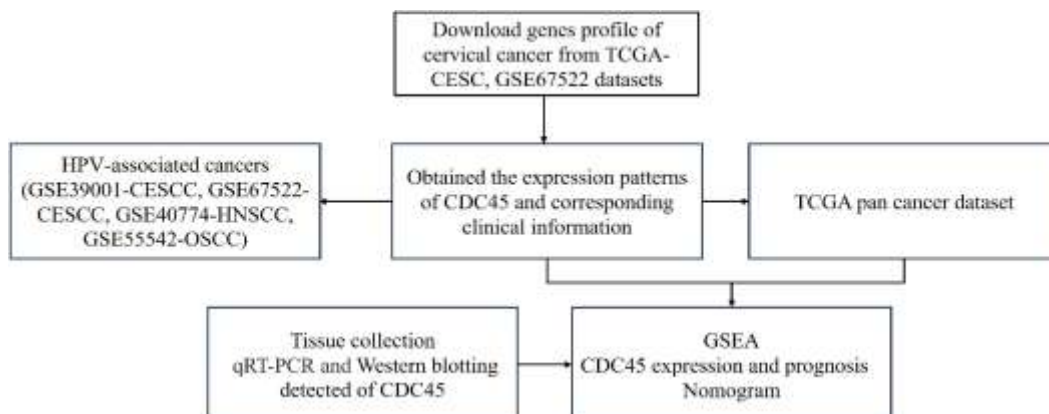 Download genes profile of
cervical cancer from TCGA-
CESC, GSE67522 datasets
HPV-associated cancers
(GSE39001-CESCC, GSE67522-
CESCC, GSE40774-HNSCC,
GSE55542-OSCC)
Obtained the expression patterns
of CDC45 and corresponding
clinical information
TCGA pan cancer dataset
Tissue collection
qRT-PCR and Western blotting
detected of CDC45
GSEA
CDC45 expression and prognosis
Nomogram